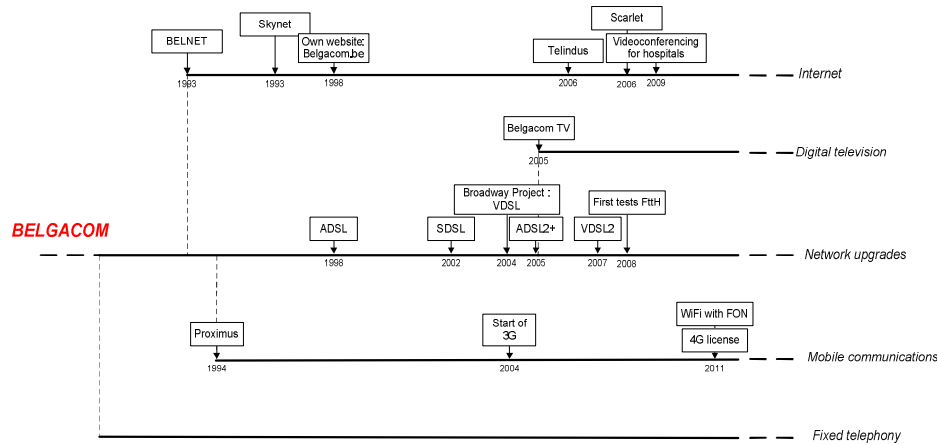 Scarlet
Skynet
BELNET
Own website:
Belgacom.be
Telindus
Videoconferencing
for hospitals
Internet
1993
1993
1998
2006
2006
2009
Belgacom TV
Digital television
2005
Broadway Project :
VDSL
First tests FttH
BELGACOM
ADSL
SDSL
ADSL2+
VDSL2
Network upgrades
1998
2002
2004
2005
2007
2008
WiFi with FON
Proximus
Start of
3G
4G license
Mobile communications
1994
2004
2011
Fixed telephony